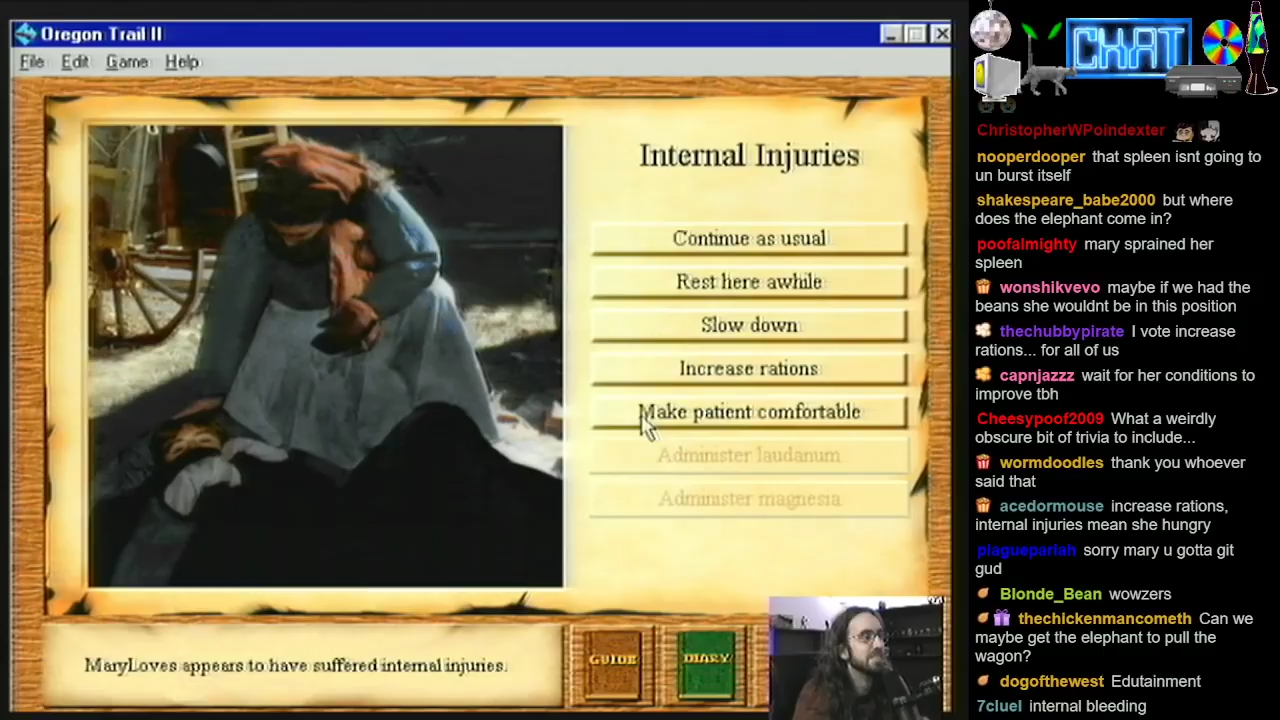 Oregon Trail II
File Edit Game Help
Internal Injuries
Continue as usual
Rest here awhile
Slow down
Increase rations
Make patient comfortable
Administer laudanum
Administer magnesia
MaryLoves appears to have suffered internal injuries.
GUIDE
DIARY
CHAT
ChristopherWPoindexter
nooperdooper that spleen isnt going to
un burst itself
shakespeare_babe2000 but where
does the elephant come in?
poofalmighty mary sprained her
spleen
wonshikvevo maybe if we had the
beans she wouldnt be in this position
thechubbypirate I vote increase
rations... for all of us
capnjazzz wait for her conditions to
improve tbh
Cheesypoof2009 What a weirdly
obscure bit of trivia to include...
wormdoodles thank you whoever
said that
acedormouse increase rations,
internal injuries mean she hungry
plaguepariah sorry mary u gotta git
gud
Blonde_Bean wowzers
thechickenmancometh Can we
maybe get the elephant to pull the
wagon?
dogofthewest Edutainment
7cluel internal bleeding